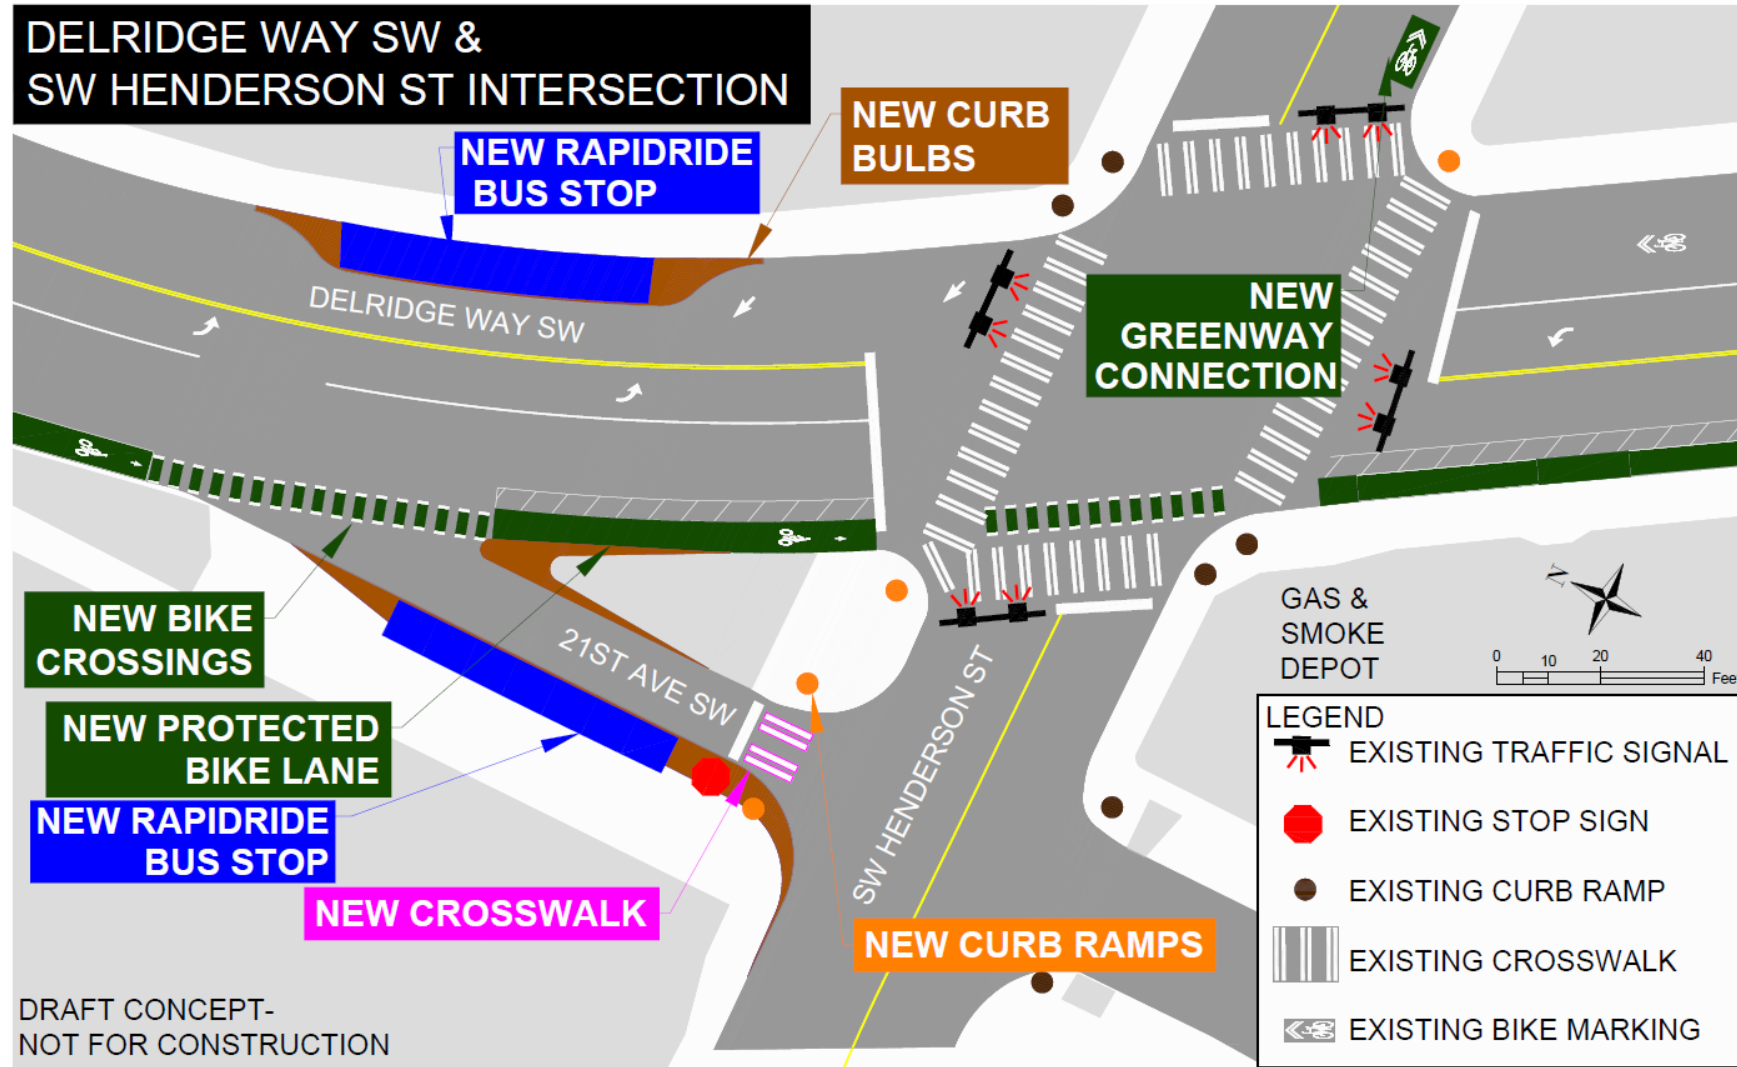 DELRIDGE WAY SW &
SW HENDERSON ST INTERSECTION
NEW CURB
BULBS
NEW RAPIDRIDE
BUS STOP
DELRIDGE WAY SW
NEW
GREENWAY
CONNECTION
NEW BIKE
CROSSINGS
21ST AVE SW
NEW PROTECTED
BIKE LANE
NEW RAPIDRIDE
BUS STOP
NEW CROSSWALK
SW HENDERSON ST
NEW CURB RAMPS
GAS &
SMOKE
DEPOT
N
0 10 20 40
Feet
LEGEND
EXISTING TRAFFIC SIGNAL
EXISTING STOP SIGN
EXISTING CURB RAMP
EXISTING CROSSWALK
EXISTING BIKE MARKING
DRAFT CONCEPT-
NOT FOR CONSTRUCTION